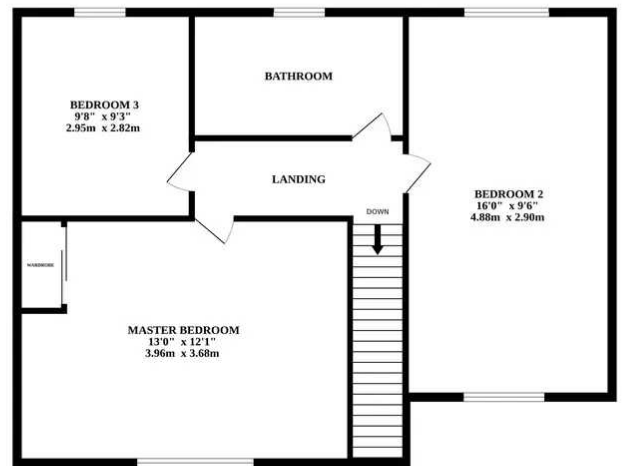 BEDROOM 3
9'8" x 9'3"
2.95m x 2.82m
BATHROOM
LANDING
DOWN
BEDROOM 2
16'0" x 9'6"
4.88m x 2.90m
WARDROBE
MASTER BEDROOM
13'0" x 12'1"
3.96m x 3.68m